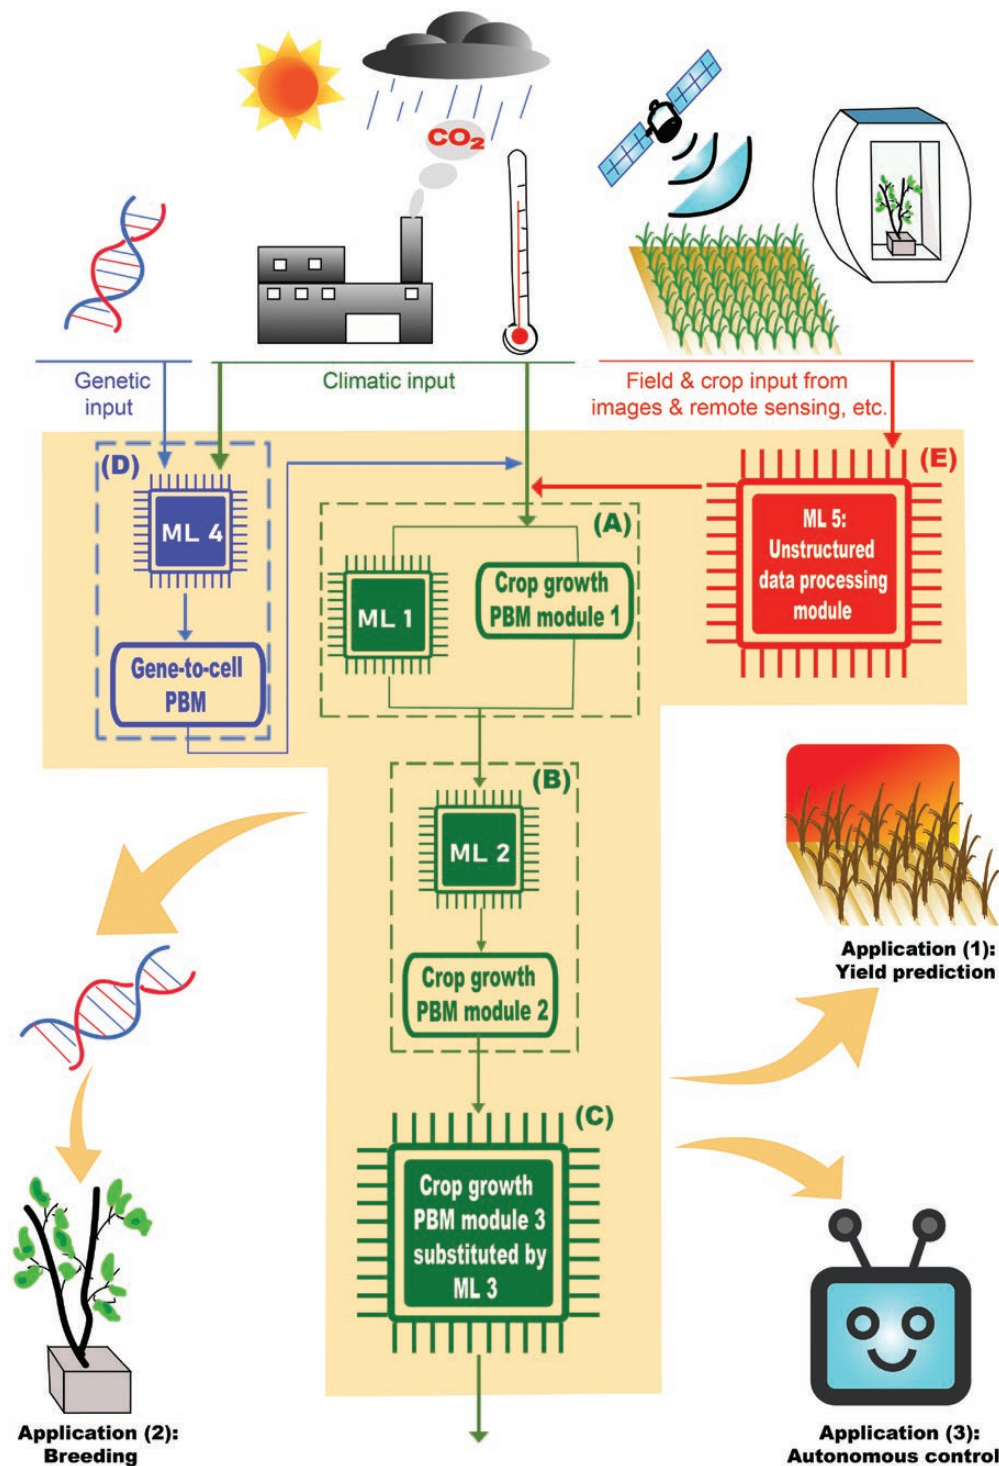 CO₂
Genetic
input
Climatic input
Field & crop input from
images & remote sensing, etc.
(D)
ML 4
Gene-to-cell
PBM
(A)
ML 1
Crop growth
PBM module 1
(E)
ML 5:
Unstructured
data processing
module
(B)
ML 2
Crop growth
PBM module 2
(C)
Crop growth
PBM module 3
substituted by
ML 3
Application (1):
Yield prediction
Application (2):
Breeding
Application (3):
Autonomous control